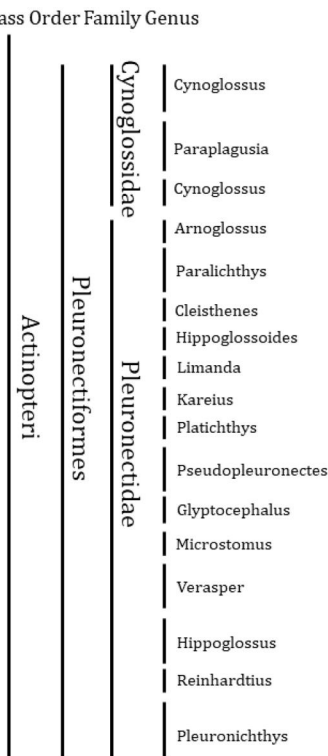 ass Order Family Genus
Actinopteri
Pleuronectiformes
Cynoglossidae
Cynoglossus
Paraplagusia
Cynoglossus
Pleuronectidae
Arnoglossus
Paralichthys
Cleisthenes
Hippoglossoides
Limanda
Kareius
Platichthys
Pseudopleuronectes
Glyptocephalus
Microstomus
Verasper
Hippoglossus
Reinhardtius
Pleuronichthys